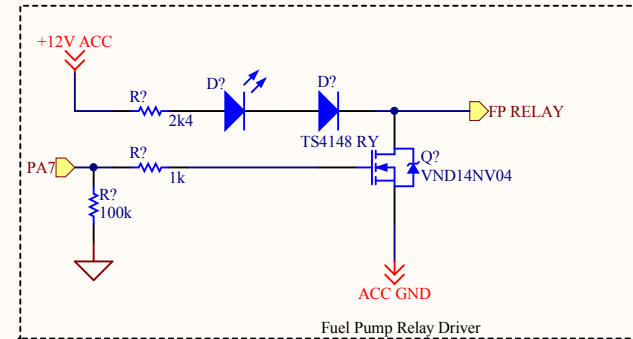 +12V ACC
D?
D?
R?
2k4
FP RELAY
TS4148 RY
R?
Q?
PA7
1k
VND14NV04
R?
100k
ACC GND
Fuel Pump Relay Driver